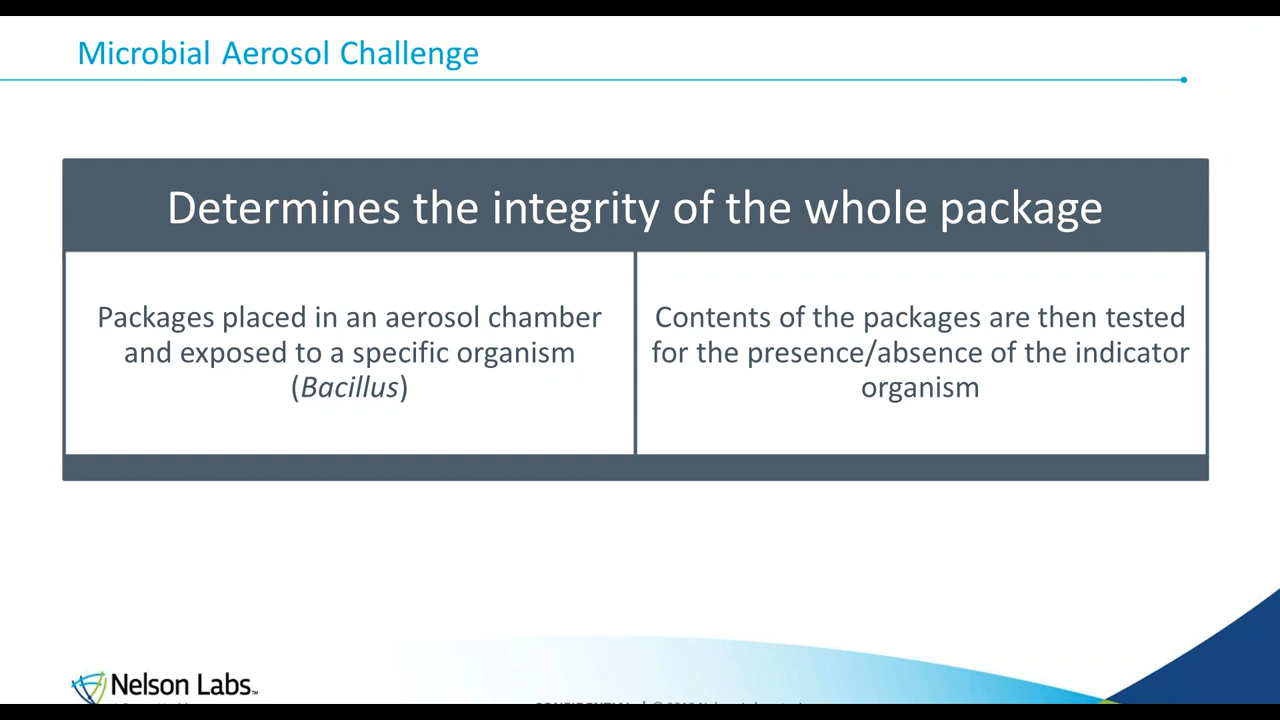 Microbial Aerosol Challenge
Determines the integrity of the whole package
Packages placed in an aerosol chamber
and exposed to a specific organism
(Bacillus)
Contents of the packages are then tested
for the presence/absence of the indicator
organism
Nelson Labs™